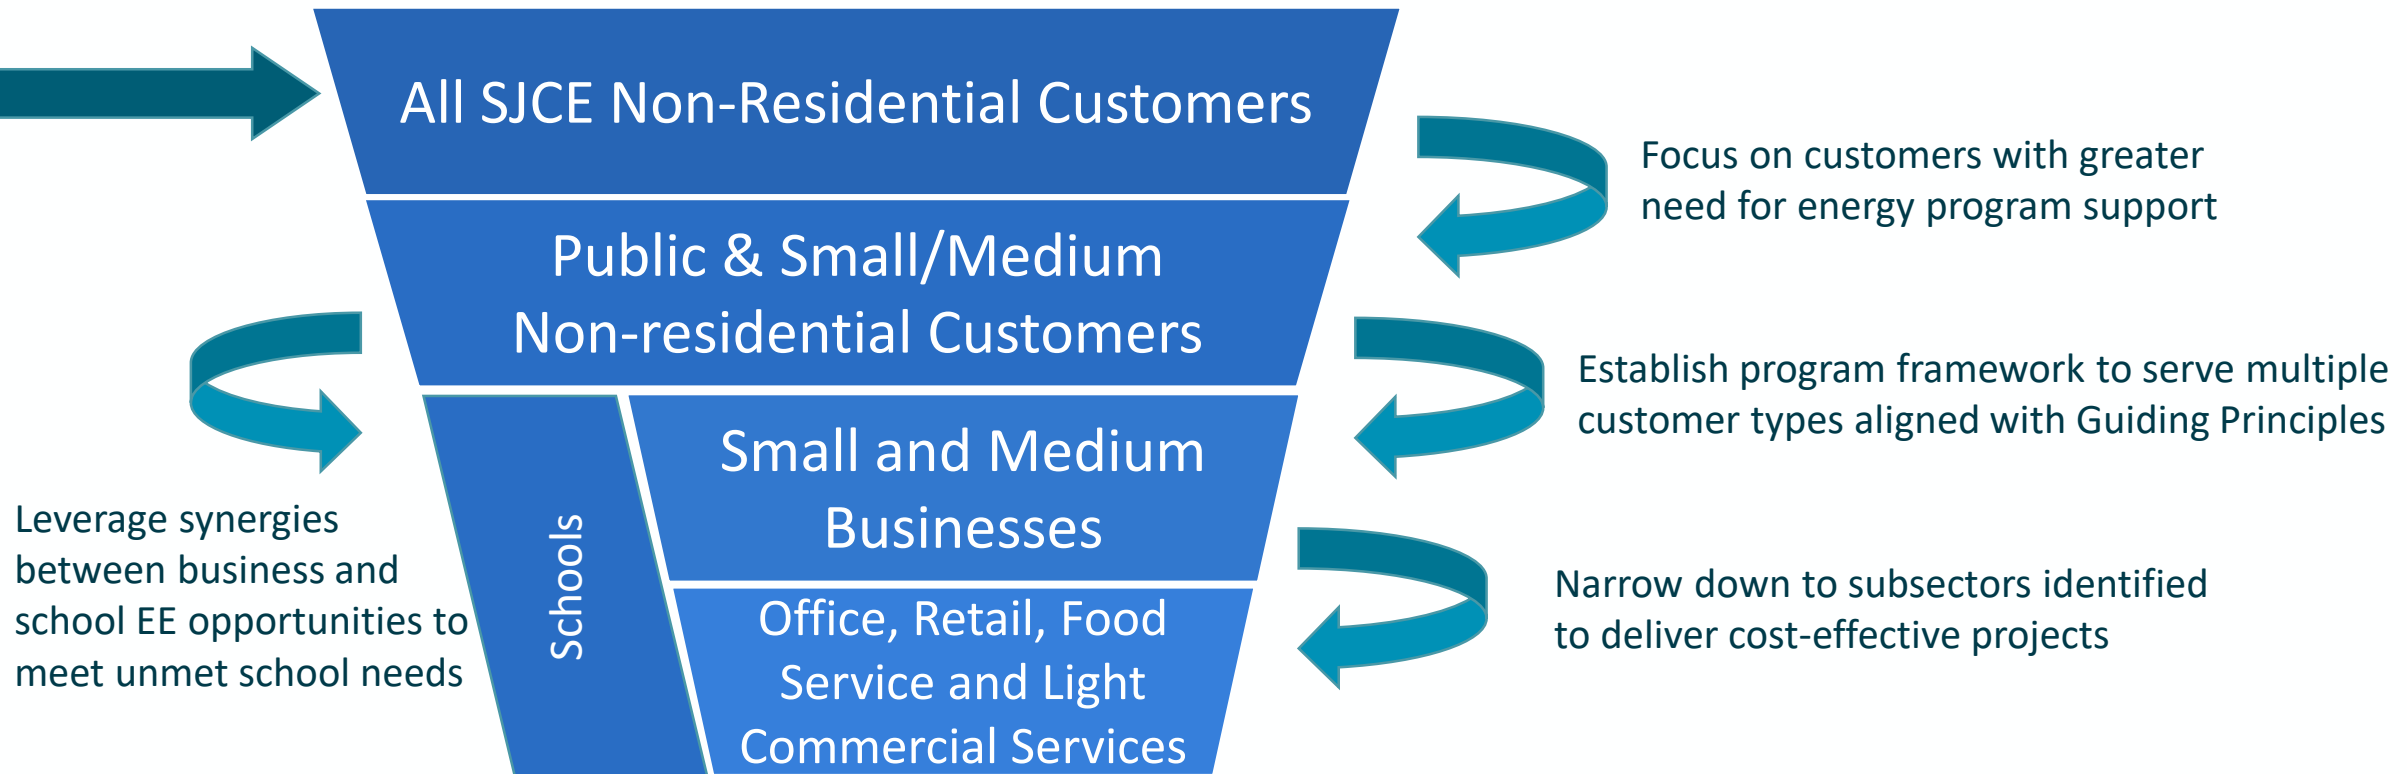 All SJCE Non-Residential Customers
Focus on customers with greater
need for energy program support
Public & Small/Medium
Non-residential Customers
Establish program framework to serve multiple
customer types aligned with Guiding Principles
Leverage synergies
between business and
school EE opportunities to
meet unmet school needs
Schools
Small and Medium
Businesses
Narrow down to subsectors identified
to deliver cost-effective projects
Office, Retail, Food
Service and Light
Commercial Services